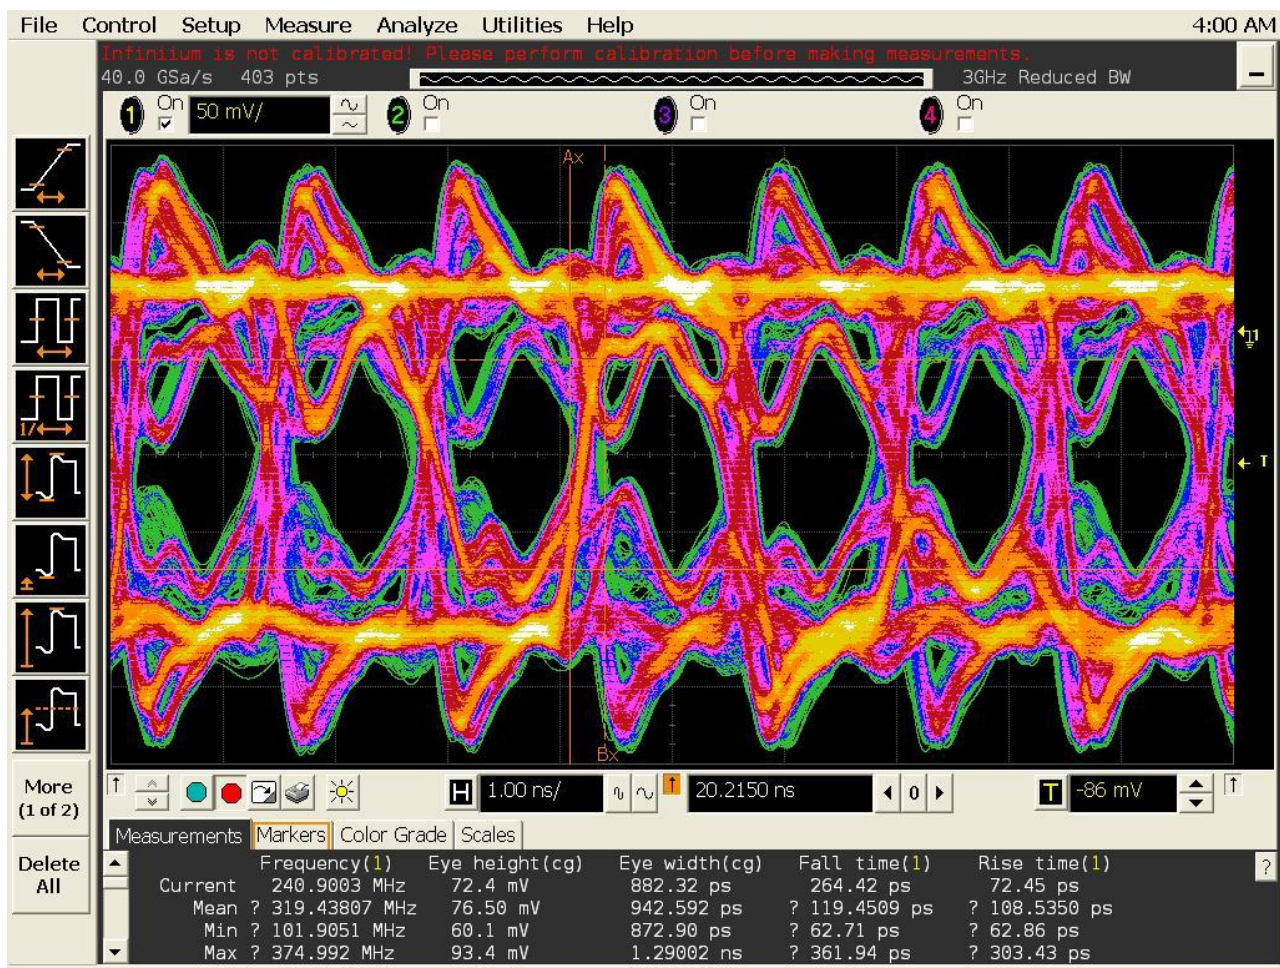 File Control Setup Measure Analyze Utilities Help 4:00 AM
Infiniium is not calibrated! Please perform calibration before making measurements.
40.0 GSa/s 403 pts 3GHz Reduced BW
1 On 50 mV/ 2 On 3 On 4 On
Ax
1
T
1/
Bx
More
(1 of 2)
Delete
All
H 1.00 ns/ 20.2150 ns 0 T -86 mV
Measurements Markers Color Grade Scales
Frequency(1) Eye height(cg) Eye width(cg) Fall time(1) Rise time(1) ?
Current 240.9003 MHz 72.4 mV 882.32 ps 264.42 ps 72.45 ps
Mean ? 319.43807 MHz 76.50 mV 942.592 ps ? 119.4509 ps ? 108.5350 ps
Min ? 101.9051 MHz 60.1 mV 872.90 ps ? 62.71 ps ? 62.86 ps
Max ? 374.992 MHz 93.4 mV 1.29002 ns ? 361.94 ps ? 303.43 ps